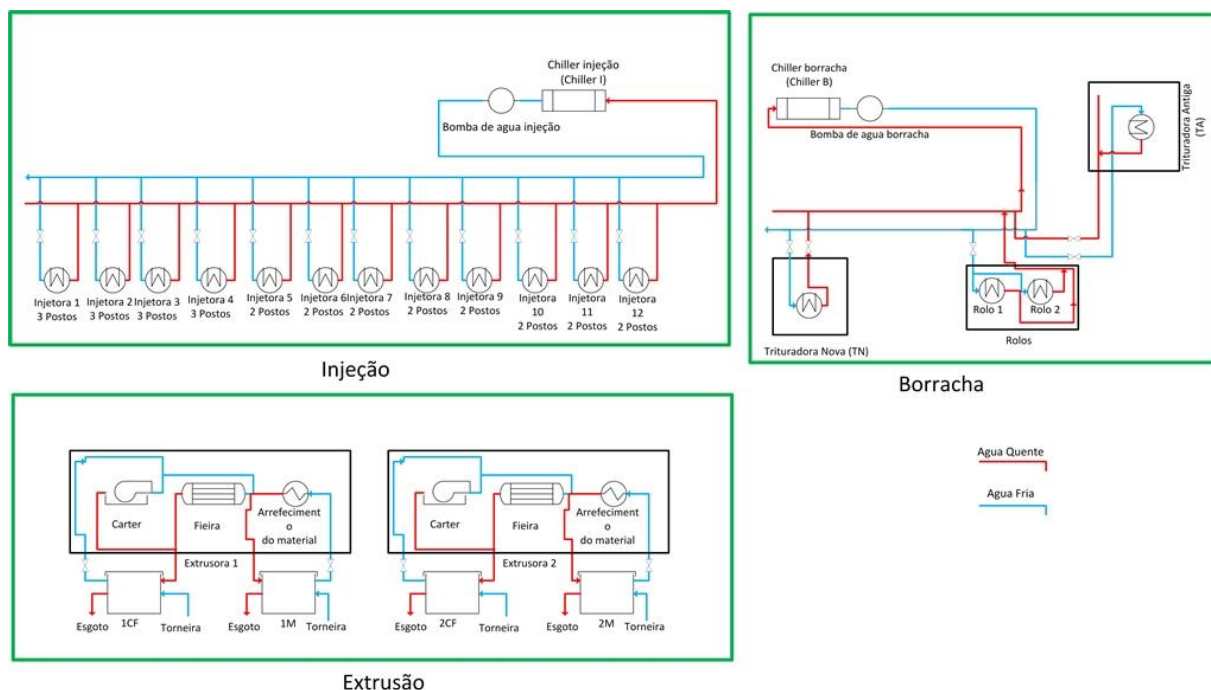 Chiller injeção
(Chiller I)
Bomba de agua injeção
Injetora 1
3 Postos
Injetora 2
3 Postos
Injetora 3
3 Postos
Injetora 4
3 Postos
Injetora 5
2 Postos
Injetora 6
2 Postos
Injetora 7
2 Postos
Injetora 8
2 Postos
Injetora 9
2 Postos
Injetora
10
2 Postos
Injetora
11
2 Postos
Injetora
12
2 Postos
Injeção
Chiller borracha
(Chiller B)
Bomba de agua borracha
Trituradora Antiga
(TA)
Trituradora Nova (TN)
Rolo 1
Rolo 2
Rolos
Borracha
Carter
Fieira
Arrefeciment
o
do material
Extrusora 1
Esgoto
1CF
Torneira
Esgoto
1M
Torneira
Carter
Fieira
Arrefeciment
o
do material
Extrusora 2
Esgoto
2CF
Torneira
Esgoto
2M
Torneira
Extrusão
Agua Quente
Agua Fria